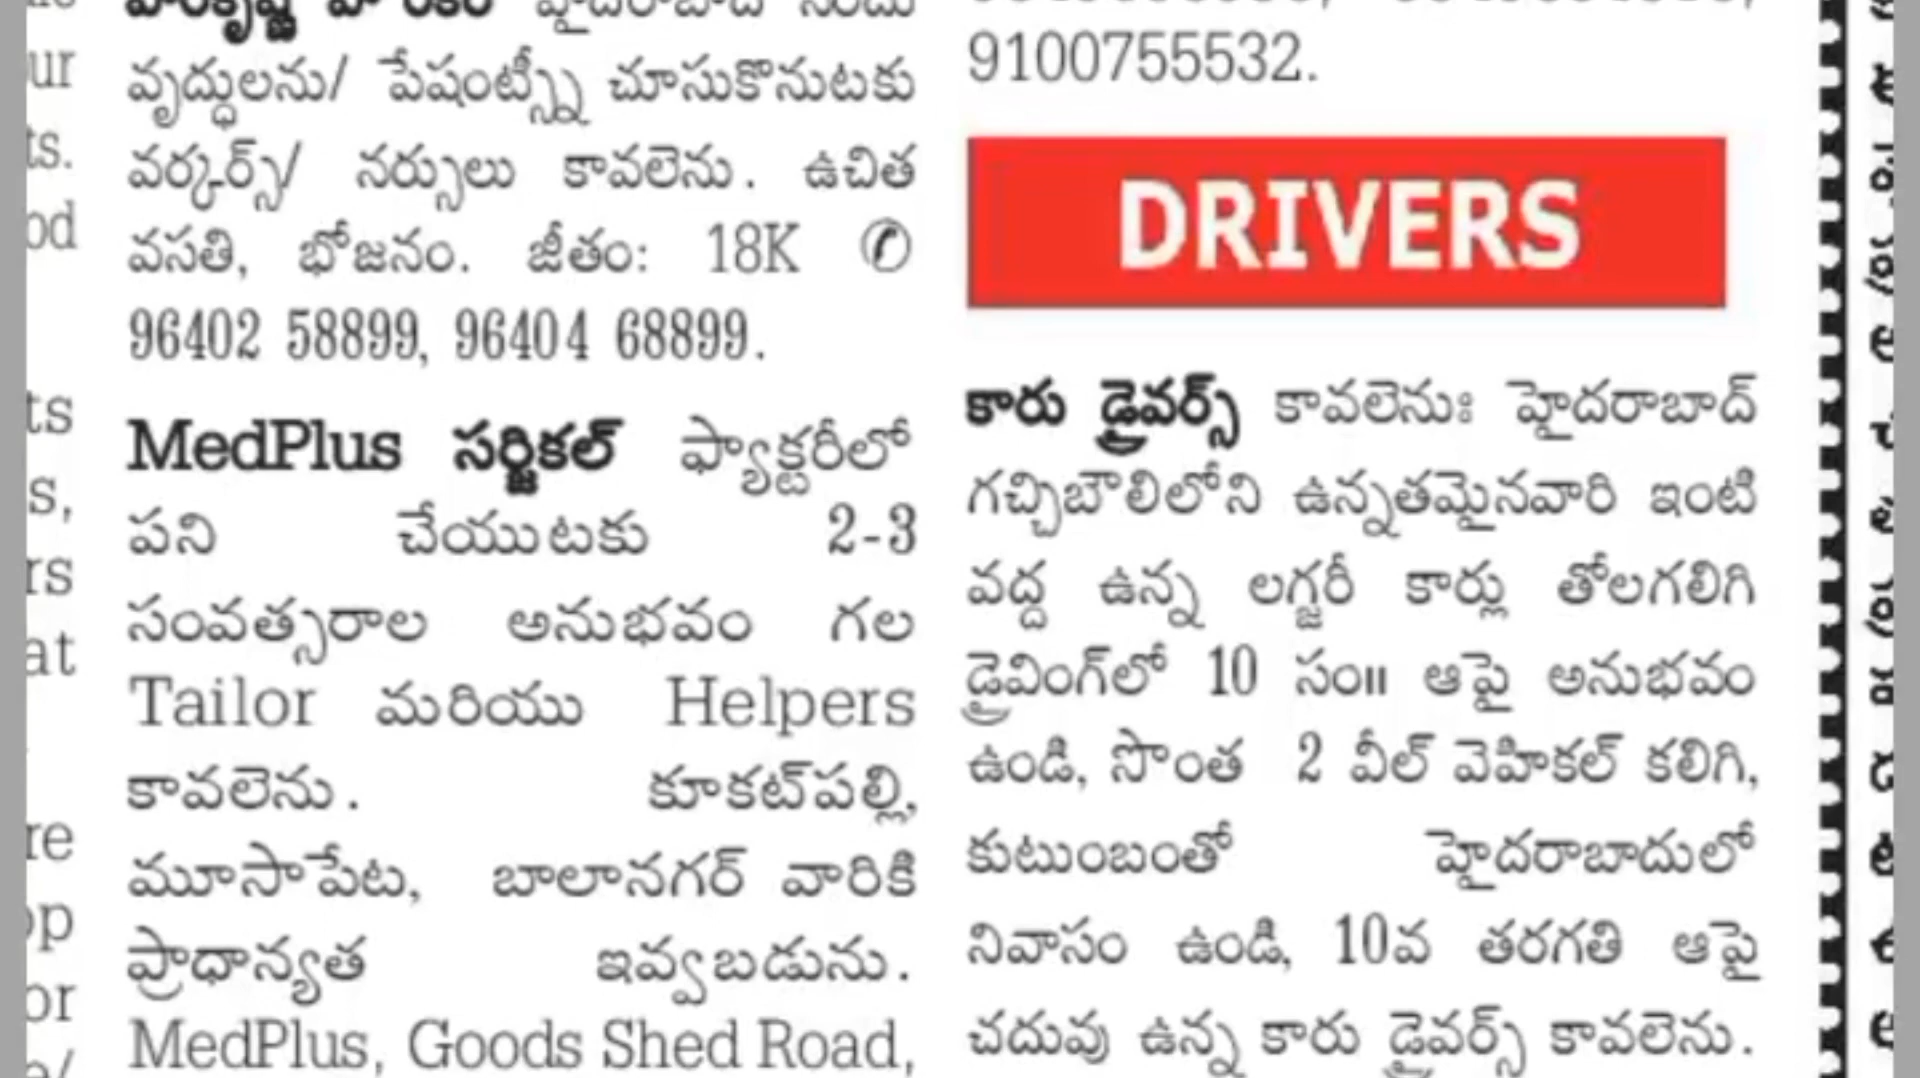 వృద్ధులను/ పేషంట్స్ని చూసుకొనుటకు
వర్కర్స్/ నర్సులు కావలెను. ఉచిత
వసతి, భోజనం. జీతం: 18K ✆
96402 58899, 96404 68899.
MedPlus సర్జికల్ ఫ్యాక్టరీలో
పని చేయుటకు 2-3
సంవత్సరాల అనుభవం గల
Tailor మరియు Helpers
కావలెను. కూకట్‌పల్లి,
మూసాపేట, బాలానగర్ వారికి
ప్రాధాన్యత ఇవ్వబడును.
MedPlus, Goods Shed Road,
9100755532.
DRIVERS
కారు డ్రైవర్స్ కావలెనుః హైదరాబాద్
గచ్చిబౌలిలోని ఉన్నతమైనవారి ఇంటి
వద్ద ఉన్న లగ్జరీ కార్లు తోలగలిగి
డ్రైవింగ్‌లో 10 సం॥ ఆపై అనుభవం
ఉండి, సొంత 2 వీల్ వెహికల్ కలిగి,
కుటుంబంతో హైదరాబాదులో
నివాసం ఉండి, 10వ తరగతి ఆపై
చదువు ఉన్న కారు డ్రైవర్స్ కావలెను.